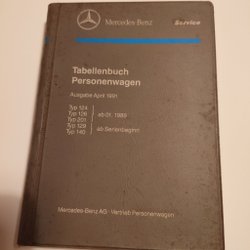 Mercedes-Benz
Service
Tabellenbuch
Personenwagen
Ausgabe April 1991
Typ 124
Typ 126
Typ 201
ab 01. 1985
Typ 129
Typ 140
ab Serienbeginn
Mercedes-Benz AG · Vertrieb Personenwagen